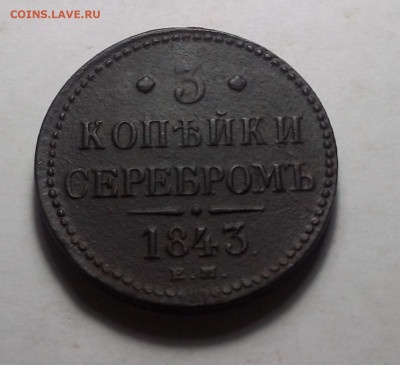 COINS.LAVE.RU
· 3 ·
КОПѢЙКИ
СЕРЕБРОМЪ
1843.
Е.М.